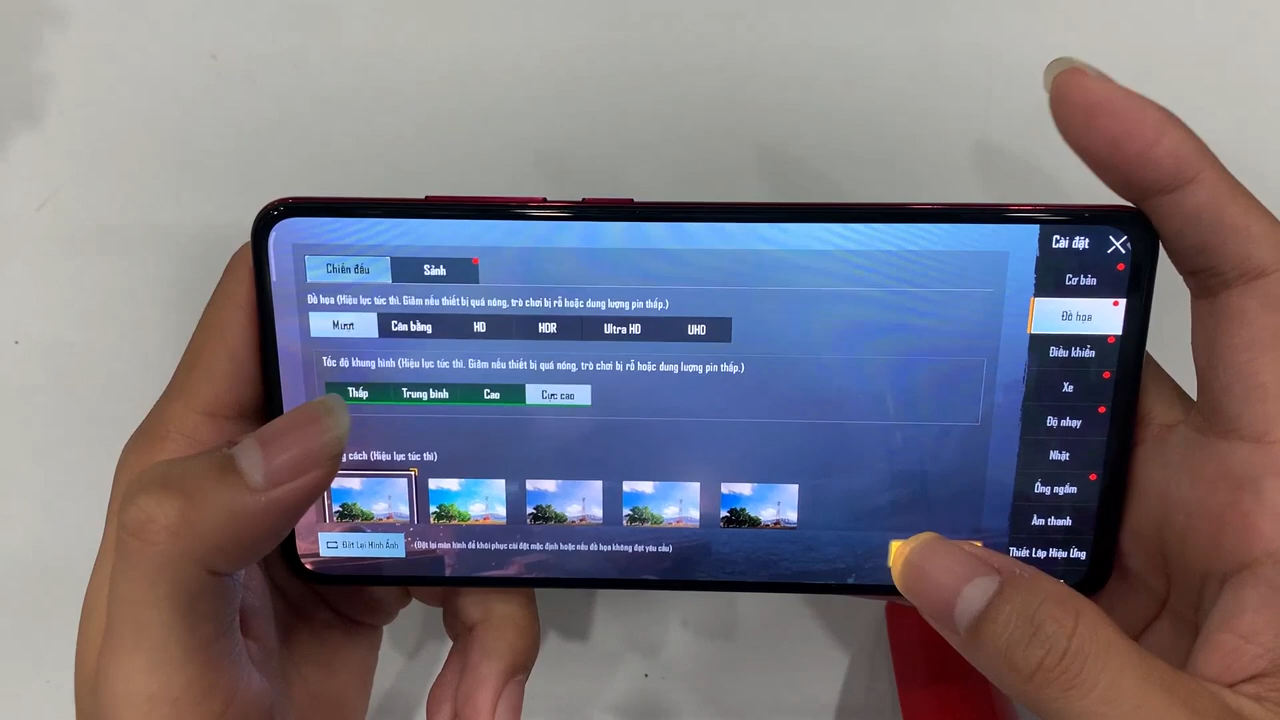 Chiến đấu Sảnh
Đồ họa (Hiệu lực tức thì. Giảm nếu thiết bị quá nóng, trò chơi bị rỗ hoặc dung lượng pin thấp.)
Mượt Cân bằng HD HDR Ultra HD UHD
Tốc độ khung hình (Hiệu lực tức thì. Giảm nếu thiết bị quá nóng, trò chơi bị rỗ hoặc dung lượng pin thấp.)
Thấp Trung bình Cao Cực cao
cách (Hiệu lực tức thì)
Đặt Lại Hình Ảnh (Đặt lại màn hình để khôi phục cài đặt mặc định hoặc nếu đồ họa không đạt yêu cầu)
Cài đặt
Cơ bản
Đồ họa
Điều khiển
Xe
Độ nhạy
Nhặt
Ống ngắm
Âm thanh
Thiết Lập Hiệu Ứng